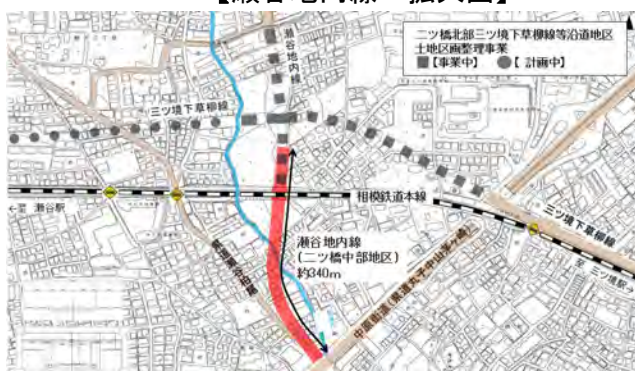 【瀬谷地内線 拡大図】
二ツ橋北部三ツ境下草柳線等沿道地区
土地区画整理事業
【事業中】 【計画中】
瀬谷地内線
三ツ境下草柳線
相模鉄道本線
←至 瀬谷駅
三ツ境下草柳線
至 三ツ境駅→
瀬谷地内線
(二ツ橋中部地区)
約340m
中原街道(県道丸子中山茅ケ崎)